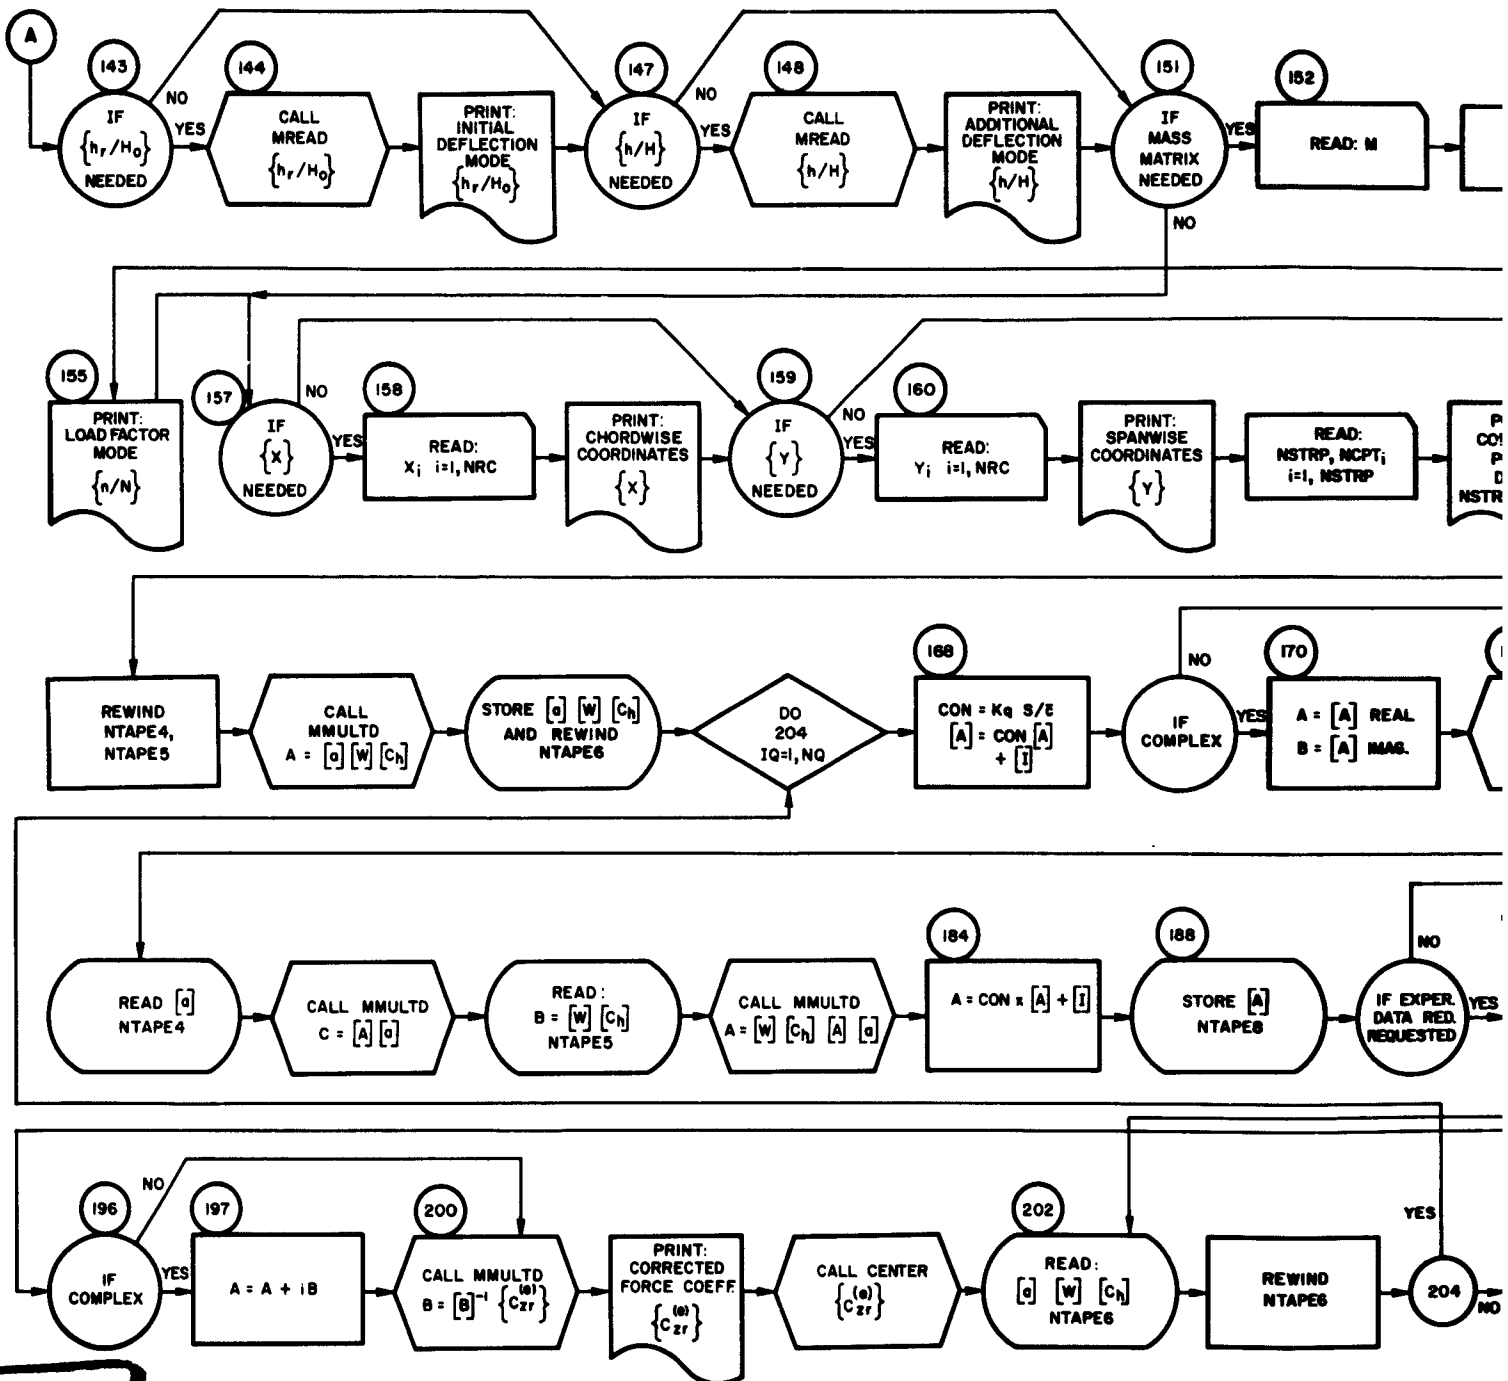 A
143
IF
{hr/H0}
NEEDED
NO
YES
144
CALL
MREAD
{hr/H0}
PRINT:
INITIAL
DEFLECTION
MODE
{hr/H0}
147
IF
{h/H}
NEEDED
NO
YES
148
CALL
MREAD
{h/H}
PRINT:
ADDITIONAL
DEFLECTION
MODE
{h/H}
151
IF
MASS
MATRIX
NEEDED
YES
NO
152
READ: M
155
PRINT:
LOAD FACTOR
MODE
{n/N}
157
IF
{X}
NEEDED
NO
YES
158
READ:
Xi i=1, NRC
PRINT:
CHORDWISE
COORDINATES
{X}
159
IF
{Y}
NEEDED
NO
YES
160
READ:
Yi i=1, NRC
PRINT:
SPANWISE
COORDINATES
{Y}
READ:
NSTRP, NCPTi
i=1, NSTRP
REWIND
NTAPE4,
NTAPE5
CALL
MMULTD
A = [a] [W] [Ch]
STORE [a] [W] [Ch]
AND REWIND
NTAPE6
DO
204
IQ=1, NQ
168
CON = Kq S/c̄
[A] = CON [A]
+ [I]
IF
COMPLEX
NO
YES
170
A = [A] REAL
B = [A] IMAG.
READ [a]
NTAPE4
CALL MMULTD
C = [A] [a]
READ:
B = [W] [Ch]
NTAPE5
CALL MMULTD
A = [W] [Ch] [A] [a]
184
A = CON x [A] + [I]
188
STORE [A]
NTAPE8
IF EXPER.
DATA RED.
REQUESTED
NO
YES
196
IF
COMPLEX
NO
YES
197
A = A + iB
200
CALL MMULTD
B = [B]-1 {Czr(e)}
PRINT:
CORRECTED
FORCE COEFF.
{Czr(e)}
CALL CENTER
{Czr(e)}
202
READ:
[a] [W] [Ch]
NTAPE6
REWIND
NTAPE6
204
YES
NO